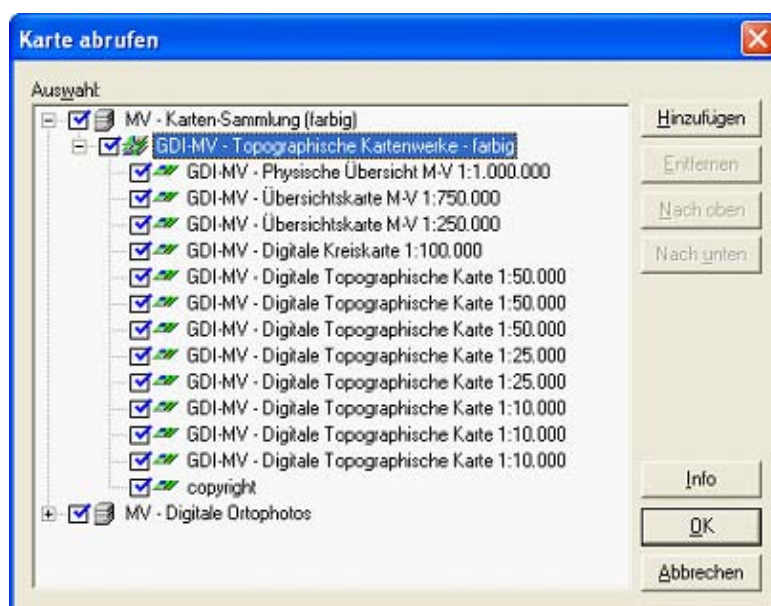 Karte abrufen
Auswahl:
MV - Karten-Sammlung (farbig)
GDI-MV - Topographische Kartenwerke - farbig
GDI-MV - Physische Übersicht M-V 1:1.000.000
GDI-MV - Übersichtskarte M-V 1:750.000
GDI-MV - Übersichtskarte M-V 1:250.000
GDI-MV - Digitale Kreiskarte 1:100.000
GDI-MV - Digitale Topographische Karte 1:50.000
GDI-MV - Digitale Topographische Karte 1:50.000
GDI-MV - Digitale Topographische Karte 1:50.000
GDI-MV - Digitale Topographische Karte 1:25.000
GDI-MV - Digitale Topographische Karte 1:25.000
GDI-MV - Digitale Topographische Karte 1:10.000
GDI-MV - Digitale Topographische Karte 1:10.000
GDI-MV - Digitale Topographische Karte 1:10.000
copyright
MV - Digitale Ortophotos
Hinzufügen
Entfernen
Nach oben
Nach unten
Info
OK
Abbrechen